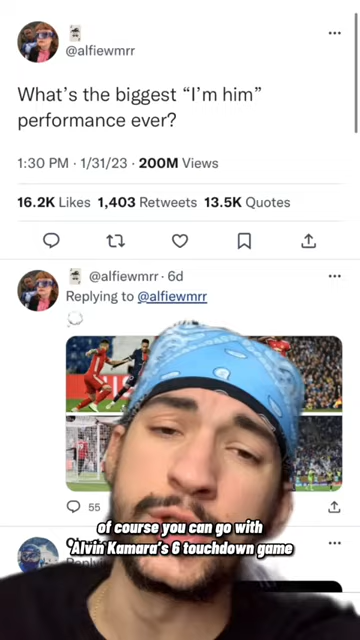 @alfiewmrr
What's the biggest “I'm him”
performance ever?
1:30 PM · 1/31/23 · 200M Views
16.2K Likes 1,403 Retweets 13.5K Quotes
@alfiewmrr · 6d
Replying to @alfiewmrr
55
of course you can go with
Alvin Kamara's 6 touchdown game